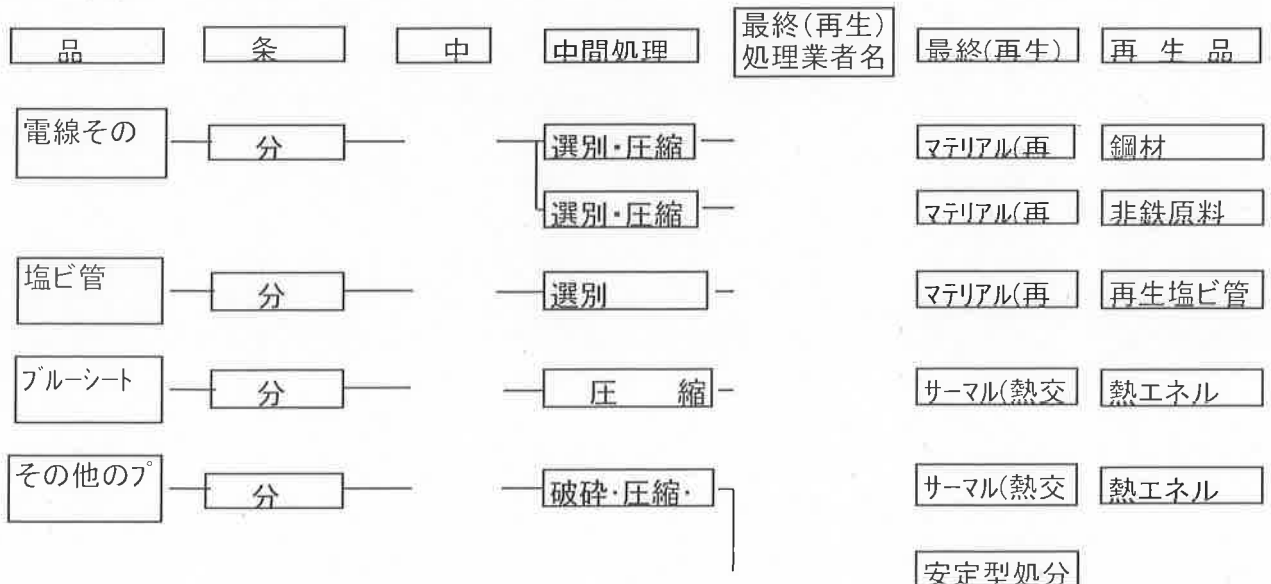 品 条 中 中間処理 最終(再生)
処理業者名 最終(再生) 再 生 品
電線その 分 選別・圧縮 マテリアル(再 鋼材
選別・圧縮 マテリアル(再 非鉄原料
塩ビ管 分 選別 マテリアル(再 再生塩ビ管
ブルーシート 分 圧 縮 サーマル(熱交 熱エネル
その他のプ 分 破砕・圧縮・ サーマル(熱交 熱エネル
安定型処分